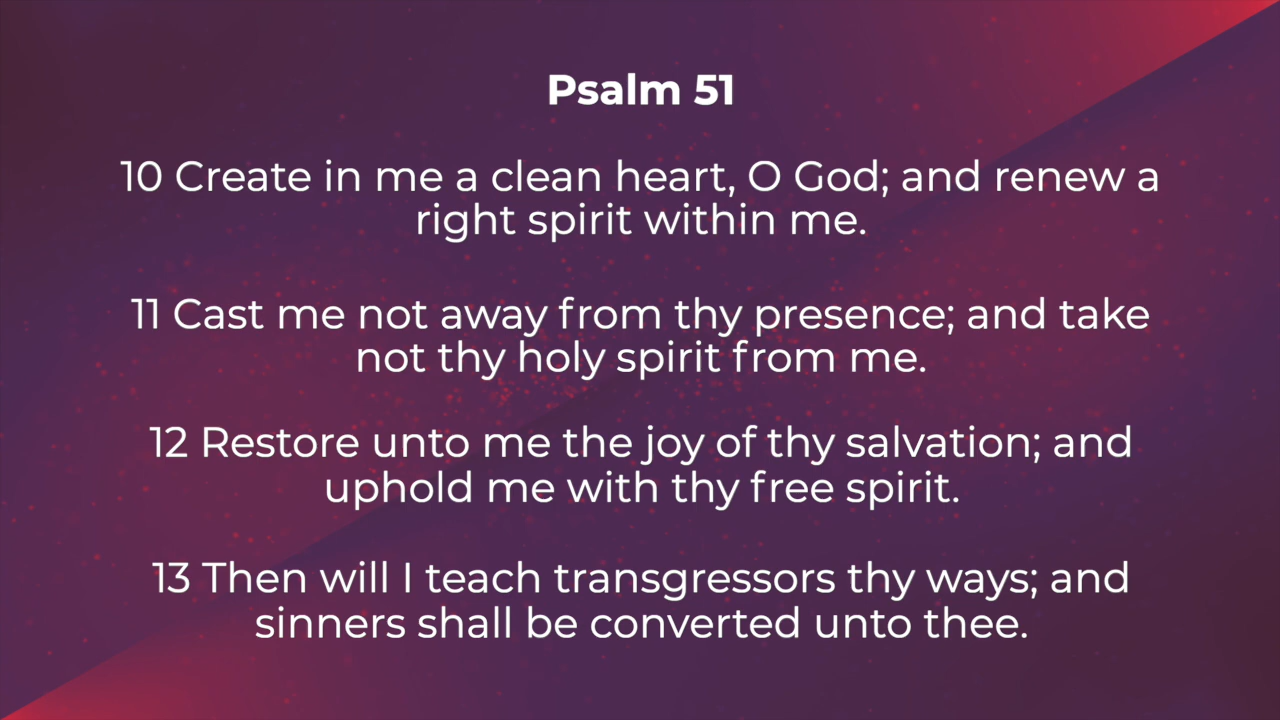 Psalm 51
10 Create in me a clean heart, O God; and renew a
right spirit within me.
11 Cast me not away from thy presence; and take
not thy holy spirit from me.
12 Restore unto me the joy of thy salvation; and
uphold me with thy free spirit.
13 Then will I teach transgressors thy ways; and
sinners shall be converted unto thee.